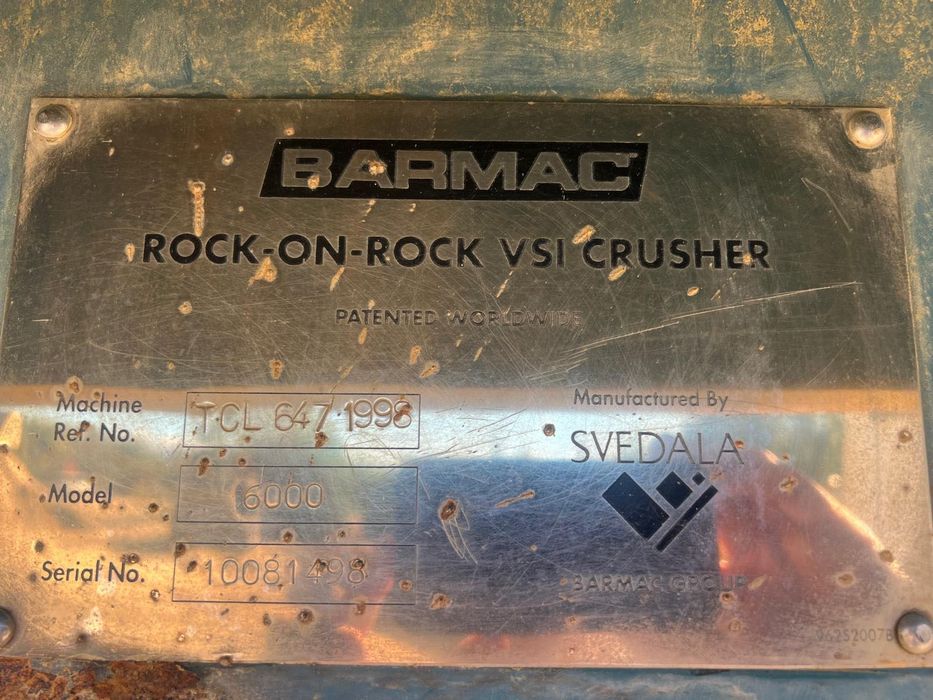 BARMAC
ROCK-ON-ROCK VSI CRUSHER
PATENTED WORLDWIDE
Machine Ref. No. TCL 647 1998
Model 6000
Serial No. 10081498
Manufactured By
SVEDALA
BARMAC GROUP